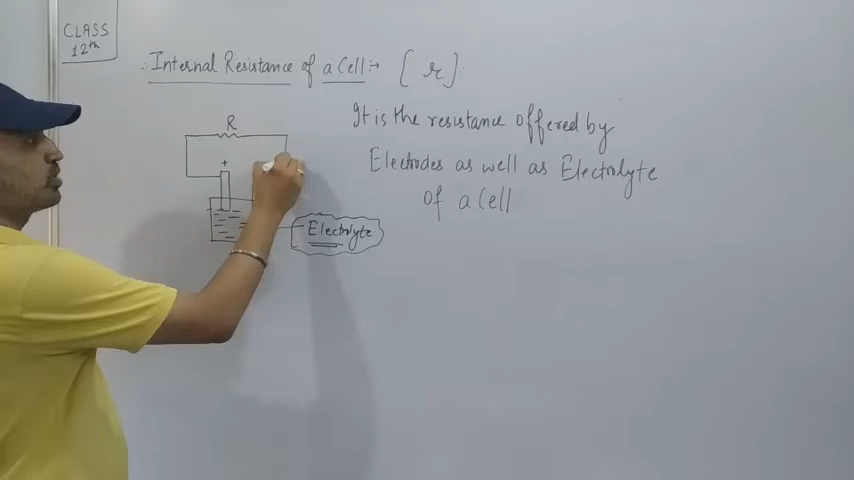 CLASS
12th
Internal Resistance of a Cell :→ [r]
It is the resistance offered by
Electrodes as well as Electrolyte
of a Cell
R
+
Electrolyte